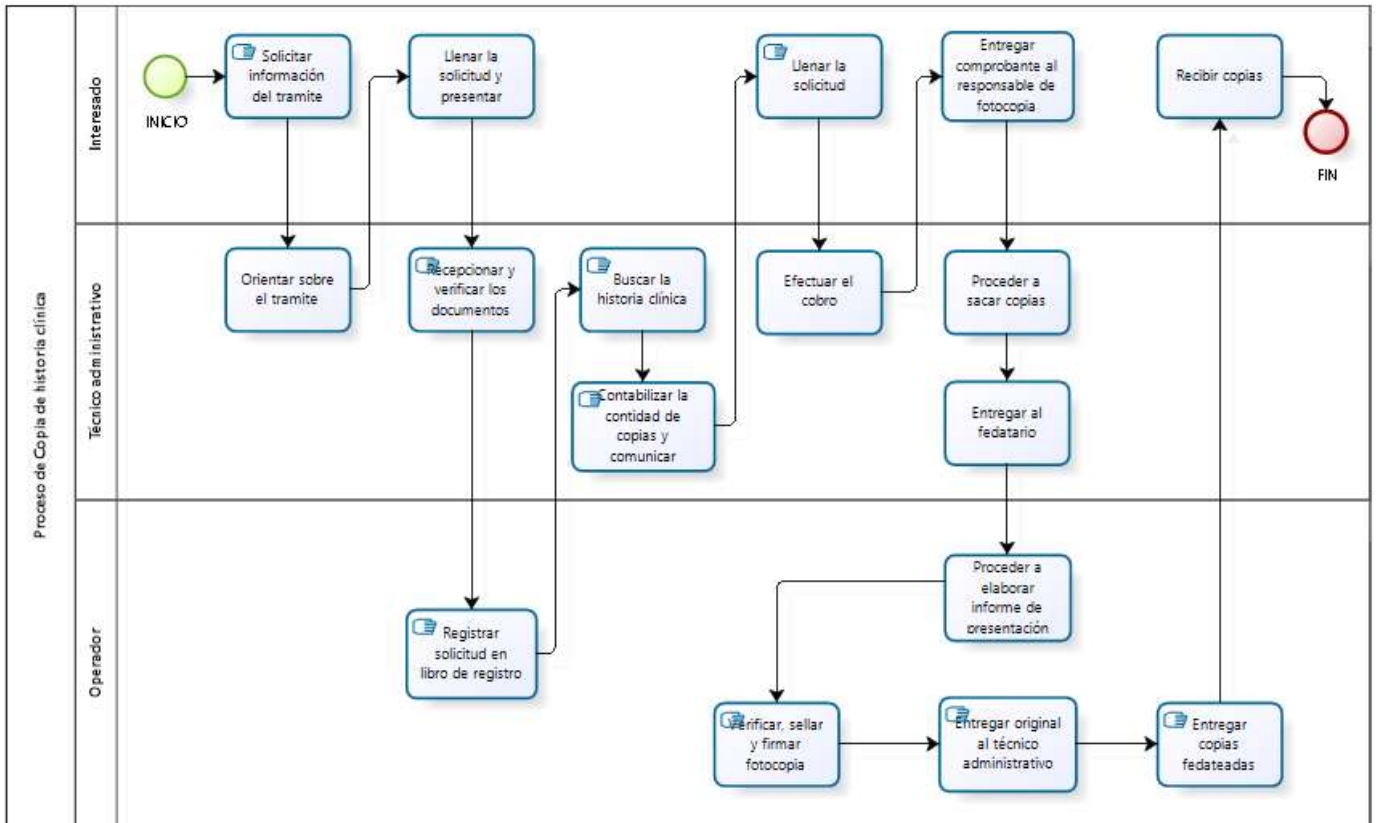 Proceso de Copia de historia clínica
Interesado
INICIO
Solicitar
información
del tramite
Llenar la
solicitud y
presentar
Llenar la
solicitud
Entregar
comprobante al
responsable de
fotocopia
Recibir copias
FIN
Técnico administrativo
Orientar sobre
el tramite
Recepcionar y
verificar los
documentos
Buscar la
historia clínica
Contabilizar la
contidad de
copias y
comunicar
Efectuar el
cobro
Proceder a
sacar copias
Entregar al
fedatario
Operador
Registrar
solicitud en
libro de registro
Proceder a
elaborar
informe de
presentación
Verificar, sellar
y firmar
fotocopia
Entregar original
al técnico
administrativo
Entregar
copias
fedateadas